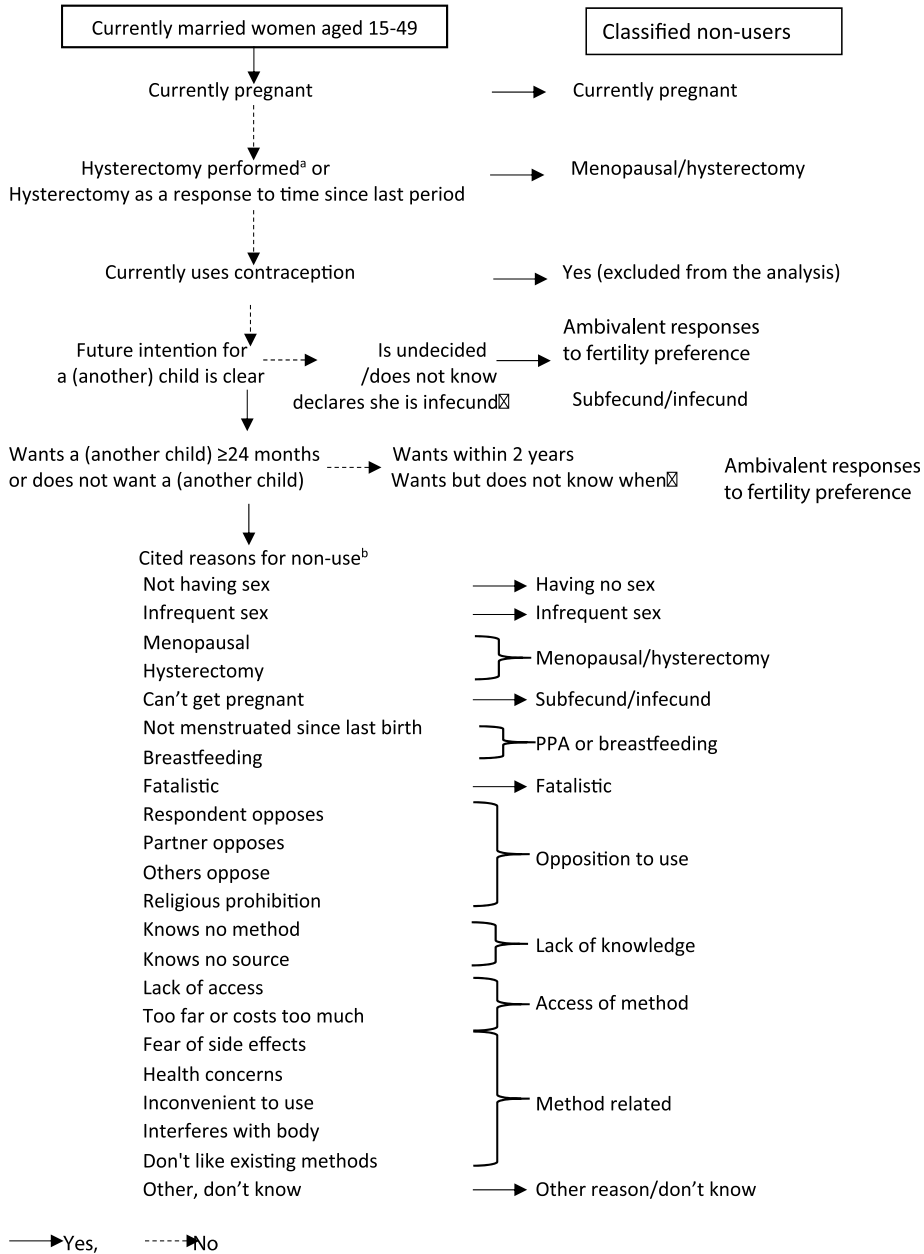 Currently married women aged 15-49
Classified non-users
Currently pregnant
Currently pregnant
Hysterectomy performedᵃ or
Hysterectomy as a response to time since last period
Menopausal/hysterectomy
Currently uses contraception
Yes (excluded from the analysis)
Future intention for
a (another) child is clear
Is undecided
/does not know
declares she is infecund
Ambivalent responses
to fertility preference
Subfecund/infecund
Wants a (another child) ≥24 months
or does not want a (another child)
Wants within 2 years
Wants but does not know when
Ambivalent responses
to fertility preference
Cited reasons for non-useᵇ
Not having sex
Having no sex
Infrequent sex
Infrequent sex
Menopausal
Hysterectomy
Menopausal/hysterectomy
Can't get pregnant
Subfecund/infecund
Not menstruated since last birth
Breastfeeding
PPA or breastfeeding
Fatalistic
Fatalistic
Respondent opposes
Partner opposes
Others oppose
Religious prohibition
Opposition to use
Knows no method
Knows no source
Lack of knowledge
Lack of access
Too far or costs too much
Access of method
Fear of side effects
Health concerns
Inconvenient to use
Interferes with body
Don't like existing methods
Method related
Other, don't know
Other reason/don't know
Yes,
No